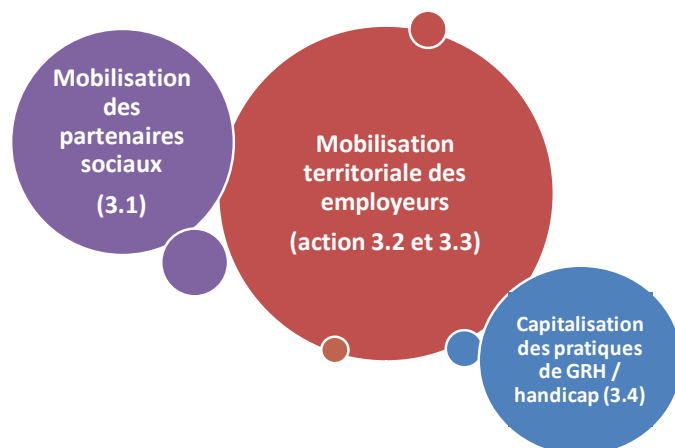 Mobilisation
des
partenaires
sociaux
(3.1)
Mobilisation
territoriale des
employeurs
(action 3.2 et 3.3)
Capitalisation
des pratiques
de GRH /
handicap (3.4)